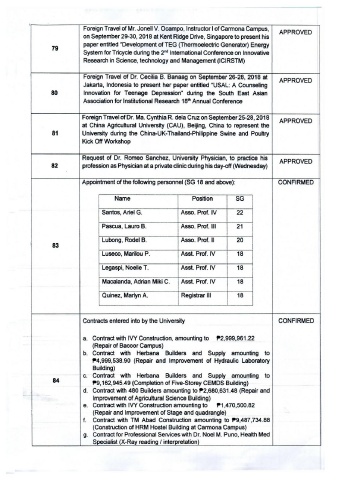 Foreign Travel of Mr. Jonell V. Ocampo, Instructor I of Carmona Campus,
on September 29-30, 2018 at Kent Ridge Drive, Singapore to present his
paper entitled "Development of TEG (Thermoelectric Generator) Energy
System for Tricycle during the 2nd International Conference on Innovative
Research in Science, technology and Management (ICIRSTM)
79
APPROVED
Foreign Travel of Dr. Cecilia B. Banaag on September 26-28, 2018 at
Jakarta, Indonesia to present her paper entitled "USAL: A Counseling
Innovation for Teenage Depression" during the South East Asian
Association for Institutional Research 18th Annual Conference
80
APPROVED
Foreign Travel of Dr. Ma. Cynthia R. dela Cruz on September 25-28, 2018
at China Agricultural University (CAU), Beijing, China to represent the
University during the China-UK-Thailand-Philippine Swine and Poultry
Kick Off Workshop
81
APPROVED
Request of Dr. Romeo Sanchez, University Physician, to practice his
profession as Physician at a private clinic during his day-off (Wednesday)
82
APPROVED
Appointment of the following personnel (SG 18 and above):
CONFIRMED
Name Position SG
Santos, Ariel G. Asso. Prof. IV 22
Pascua, Lauro B. Asso. Prof. III 21
Lubong, Rodel B. Asso. Prof. II 20
Luseco, Marilou P. Asst. Prof. IV 18
Legaspi, Noelle T. Asst. Prof. IV 18
Macalanda, Adrian Miki C. Asst. Prof. IV 18
Quinez, Marlyn A. Registrar III 18
83
Contracts entered into by the University
CONFIRMED
a. Contract with IVY Construction, amounting to ₱2,999,961.22
(Repair of Bacoor Campus)
b. Contract with Herbana Builders and Supply amounting to
₱4,999,538.90 (Repair and Improvement of Hydraulic Laboratory
Building)
c. Contract with Herbana Builders and Supply amounting to
₱9,162,945.49 (Completion of Five-Storey CEMDS Building)
d. Contract with 486 Builders amounting to ₱2,680,631.48 (Repair and
Improvement of Agricultural Science Building)
e. Contract with IVY Construction amounting to ₱1,470,500.82
(Repair and Improvement of Stage and quadrangle)
f. Contract with TM Abad Construction amounting to ₱9,487,734.88
(Construction of HRM Hostel Building at Carmona Campus)
g. Contract for Professional Services with Dr. Noel M. Puno, Health Med
Specialist (X-Ray reading / interpretation)
84